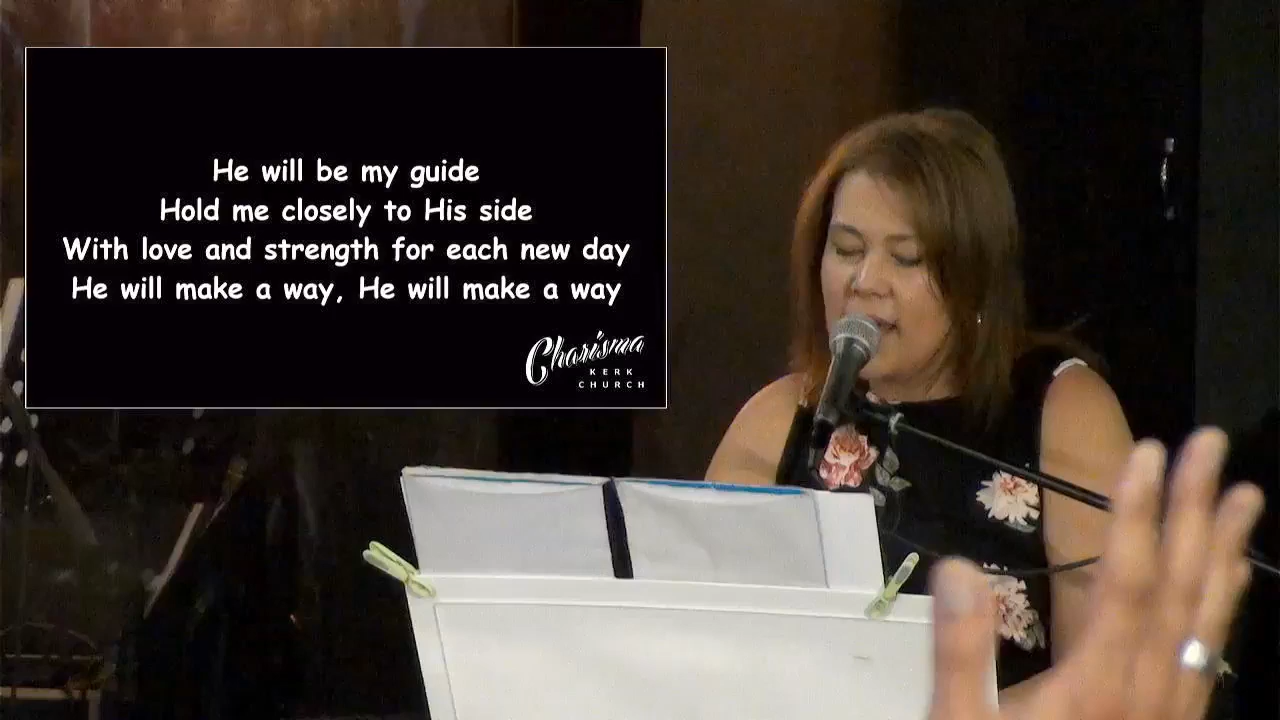 He will be my guide
Hold me closely to His side
With love and strength for each new day
He will make a way, He will make a way
Charisma
KERK
CHURCH